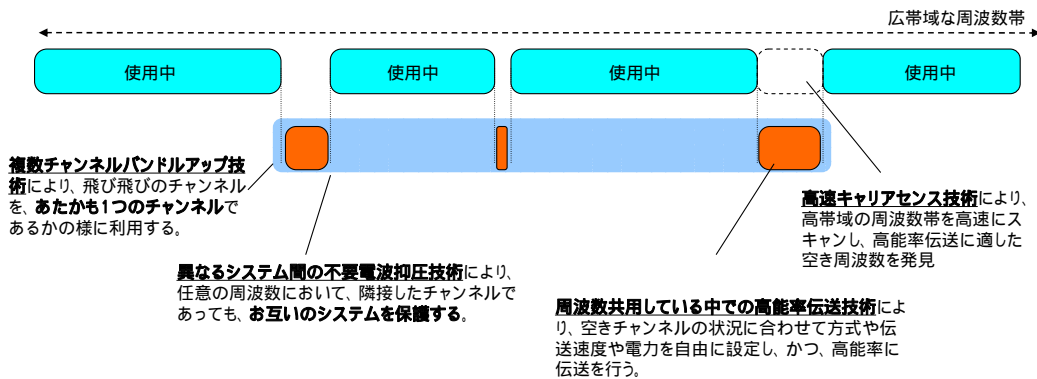 広帯域な周波数帯
使用中
使用中
使用中
使用中
複数チャンネルバンドルアップ技
術により、飛び飛びのチャンネル
を、あたかも1つのチャンネルで
あるかの様に利用する。
高速キャリアセンス技術により、
高帯域の周波数帯を高速にス
キャンし、高能率伝送に適した
空き周波数を発見
異なるシステム間の不要電波抑圧技術により、
任意の周波数において、隣接したチャンネルで
あっても、お互いのシステムを保護する。
周波数共用している中での高能率伝送技術によ
り、空きチャンネルの状況に合わせて方式や伝
送速度や電力を自由に設定し、かつ、高能率に
伝送を行う。